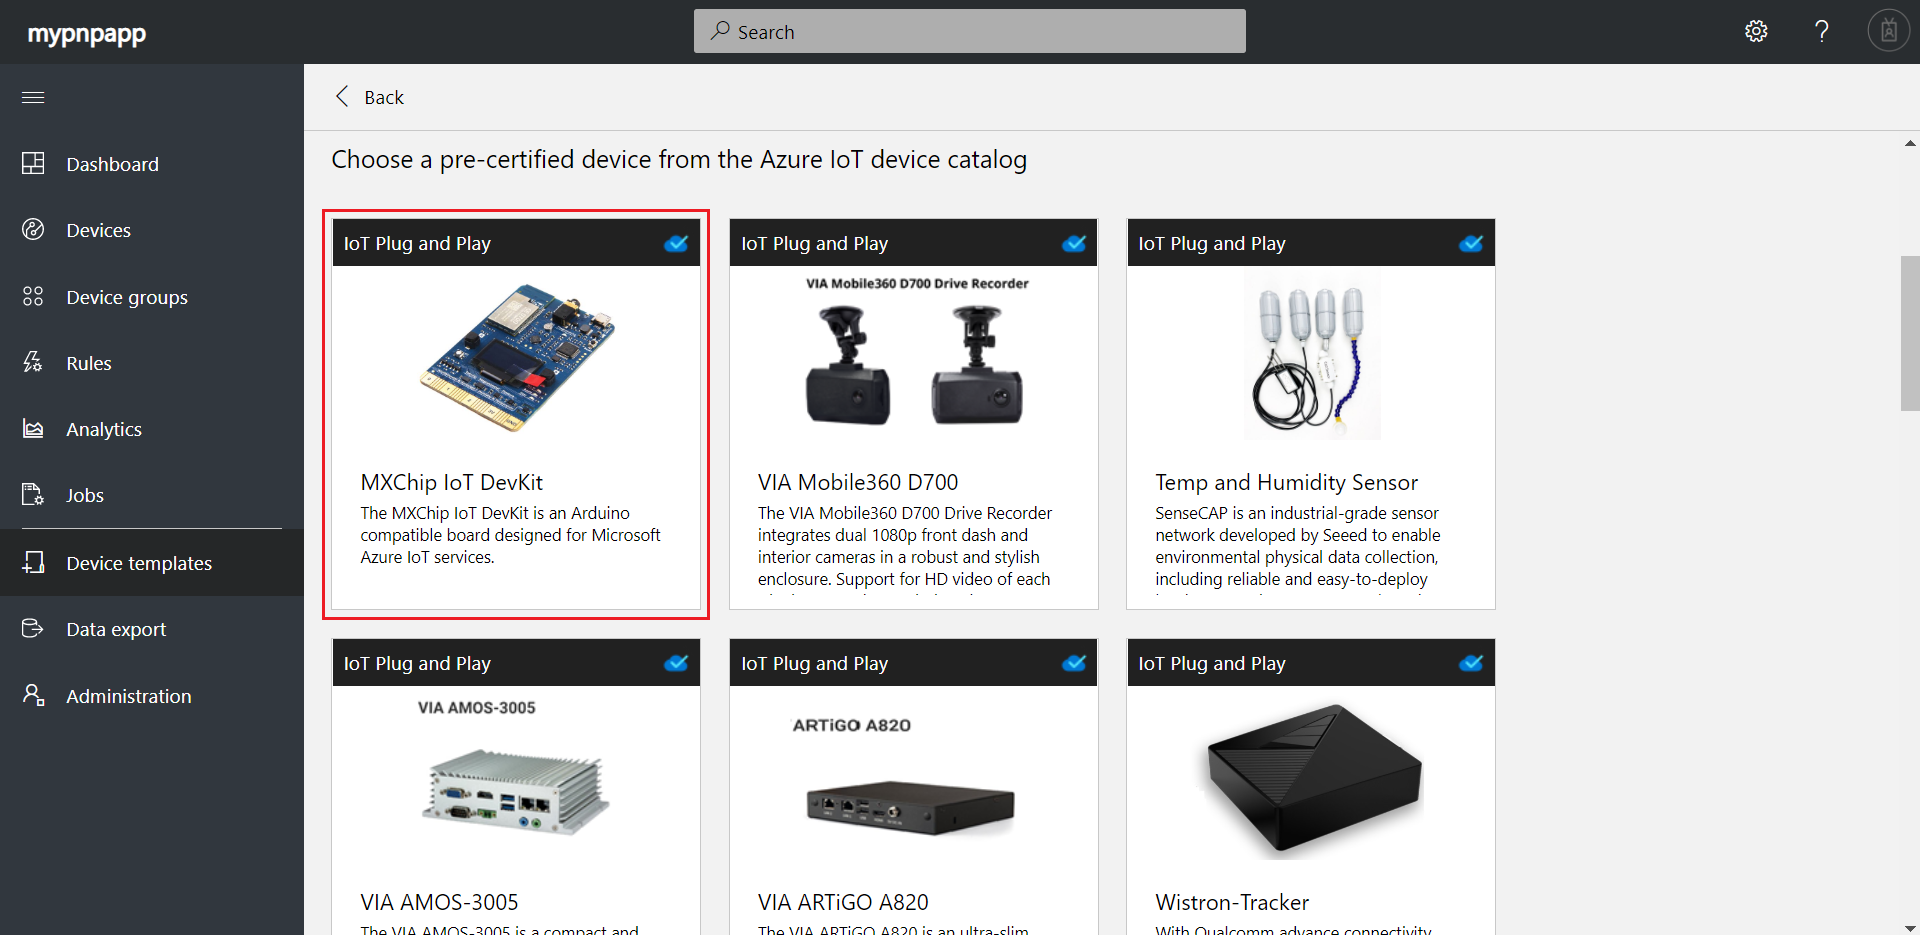 mypnpapp
Search
?
Back
Dashboard
Devices
Device groups
Rules
Analytics
Jobs
Device templates
Data export
Administration
Choose a pre-certified device from the Azure IoT device catalog
IoT Plug and Play
MXChip IoT DevKit
The MXChip IoT DevKit is an Arduino
compatible board designed for Microsoft
Azure IoT services.
IoT Plug and Play
VIA Mobile360 D700 Drive Recorder
VIA Mobile360 D700
The VIA Mobile360 D700 Drive Recorder
integrates dual 1080p front dash and
interior cameras in a robust and stylish
enclosure. Support for HD video of each
IoT Plug and Play
Temp and Humidity Sensor
SenseCAP is an industrial-grade sensor
network developed by Seeed to enable
environmental physical data collection,
including reliable and easy-to-deploy
IoT Plug and Play
VIA AMOS-3005
VIA AMOS-3005
The VIA AMOS-3005 is a compact and
IoT Plug and Play
ARTiGO A820
VIA ARTiGO A820
The VIA ARTiGO A820 is an ultra-slim
IoT Plug and Play
Wistron-Tracker
With Qualcomm advance connectivity